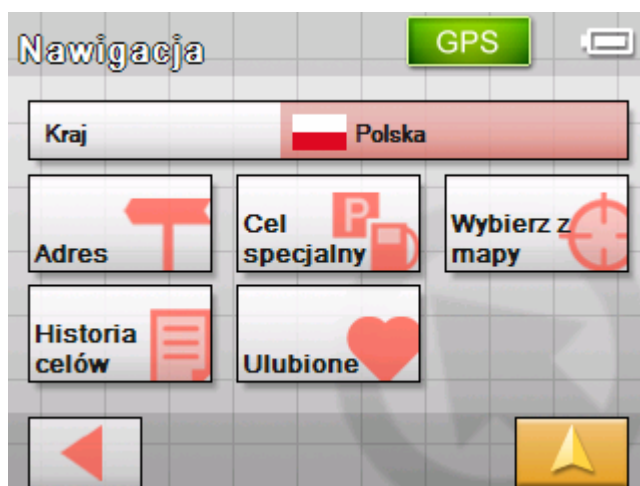 Nawigacja
GPS
Kraj
Polska
Adres
Cel
specjalny
P
Wybierz z
mapy
Historia
celów
Ulubione